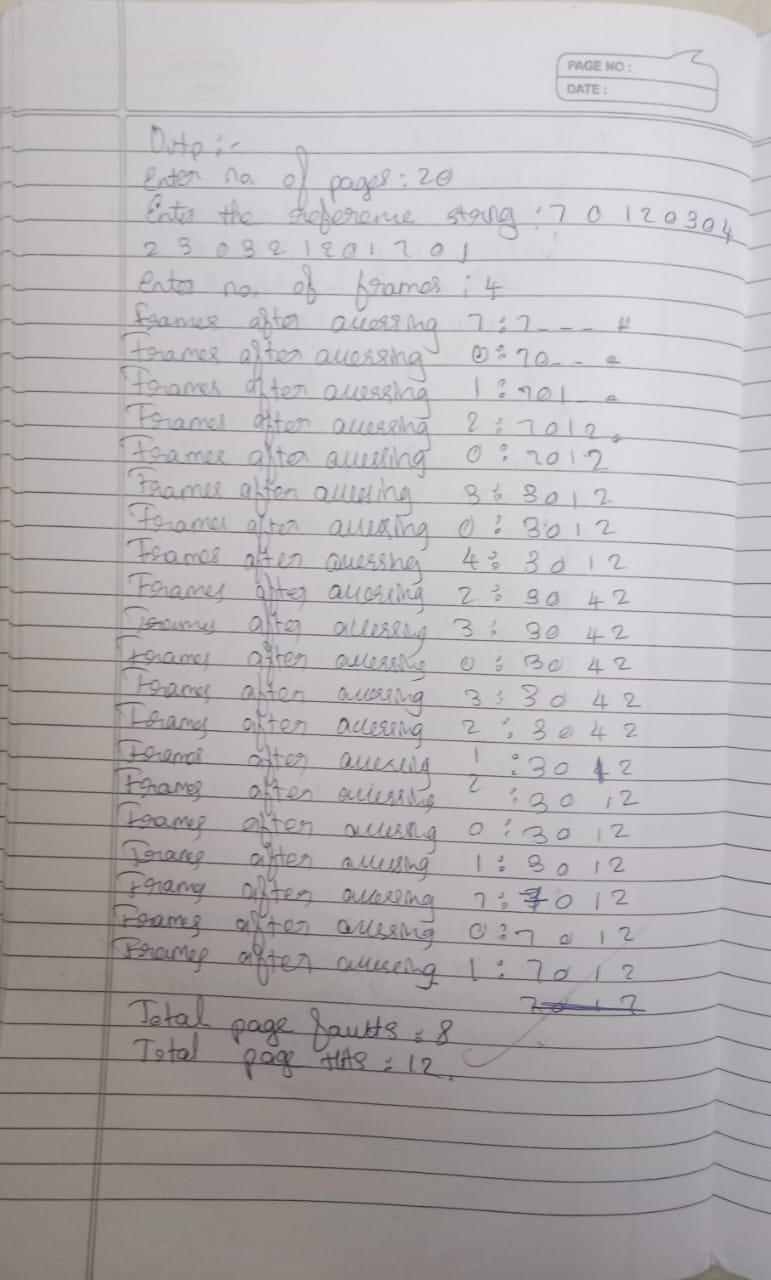 PAGE NO :
DATE :
Outp :-
Enter no. of pages : 20
Enter the reference string : 7 0 1 2 0 3 0 4
2 3 0 3 2 1 2 0 1 7 0 1
Enter no. of frames : 4
Frames after accessing 7 : 7 _ _ _
Frames after accessing 0 : 7 0 _ _
Frames after accessing 1 : 7 0 1 _
Frames after accessing 2 : 7 0 1 2
Frames after accessing 0 : 7 0 1 2
Frames after accessing 3 : 3 0 1 2
Frames after accessing 0 : 3 0 1 2
Frames after accessing 4 : 3 0 1 2
Frames after accessing 2 : 3 0 4 2
Frames after accessing 3 : 3 0 4 2
Frames after accessing 0 : 3 0 4 2
Frames after accessing 3 : 3 0 4 2
Frames after accessing 2 : 3 0 4 2
Frames after accessing 1 : 3 0 1 2
Frames after accessing 2 : 3 0 1 2
Frames after accessing 0 : 3 0 1 2
Frames after accessing 1 : 3 0 1 2
Frames after accessing 7 : 7 0 1 2
Frames after accessing 0 : 7 0 1 2
Frames after accessing 1 : 7 0 1 2
Total page faults : 8
Total page Hits : 12.